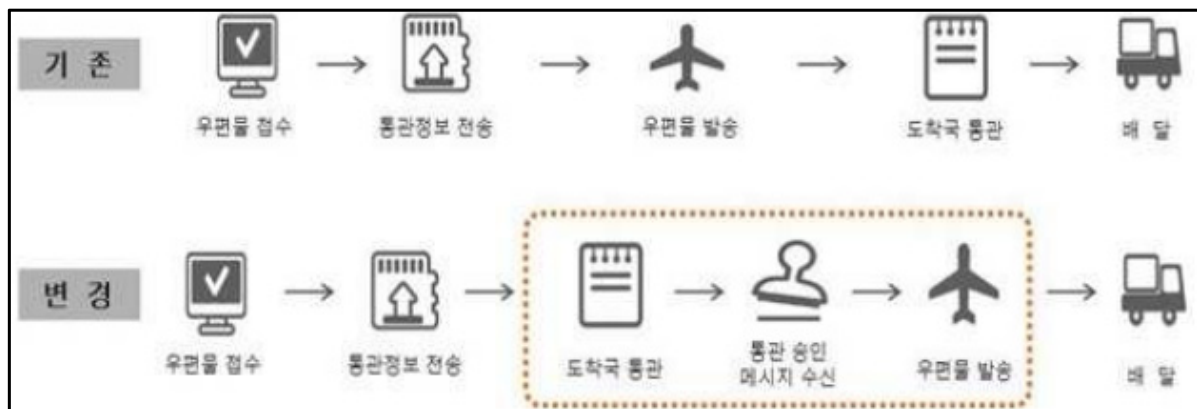 기 존
우편물 접수
통관정보 전송
우편물 발송
도착국 통관
배 달
변 경
우편물 접수
통관정보 전송
도착국 통관
통관 승인
메시지 수신
우편물 발송
배 달